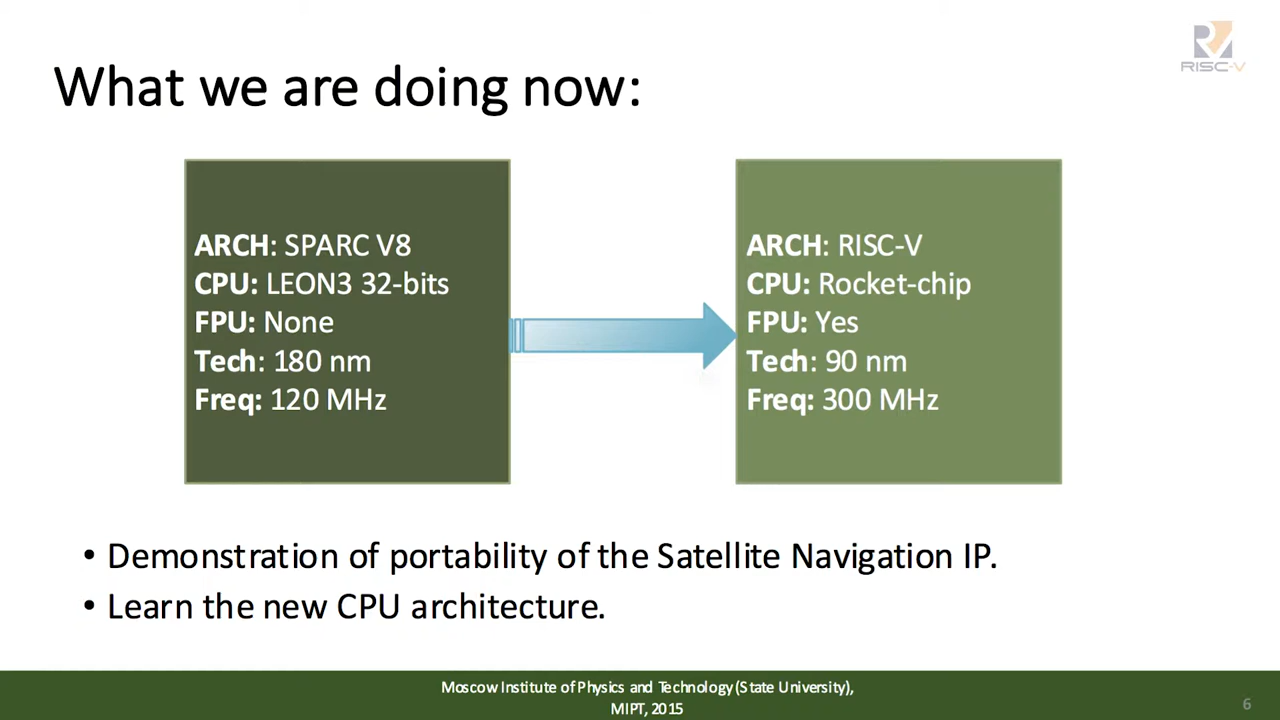 RISC-V
What we are doing now:
ARCH: SPARC V8
CPU: LEON3 32-bits
FPU: None
Tech: 180 nm
Freq: 120 MHz
ARCH: RISC-V
CPU: Rocket-chip
FPU: Yes
Tech: 90 nm
Freq: 300 MHz
• Demonstration of portability of the Satellite Navigation IP.
• Learn the new CPU architecture.
Moscow Institute of Physics and Technology (State University),
MIPT, 2015
6